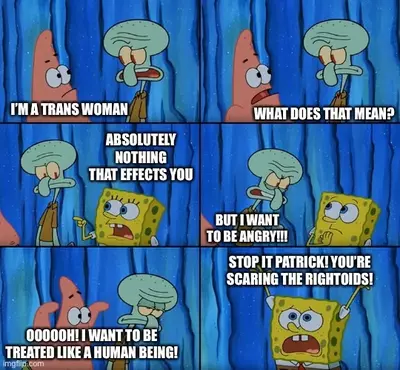 I'M A TRANS WOMAN
WHAT DOES THAT MEAN?
ABSOLUTELY
NOTHING
THAT EFFECTS YOU
BUT I WANT
TO BE ANGRY!!!
OOOOOH! I WANT TO BE
TREATED LIKE A HUMAN BEING!
STOP IT PATRICK! YOU'RE
SCARING THE RIGHTOIDS!
imgflip.com